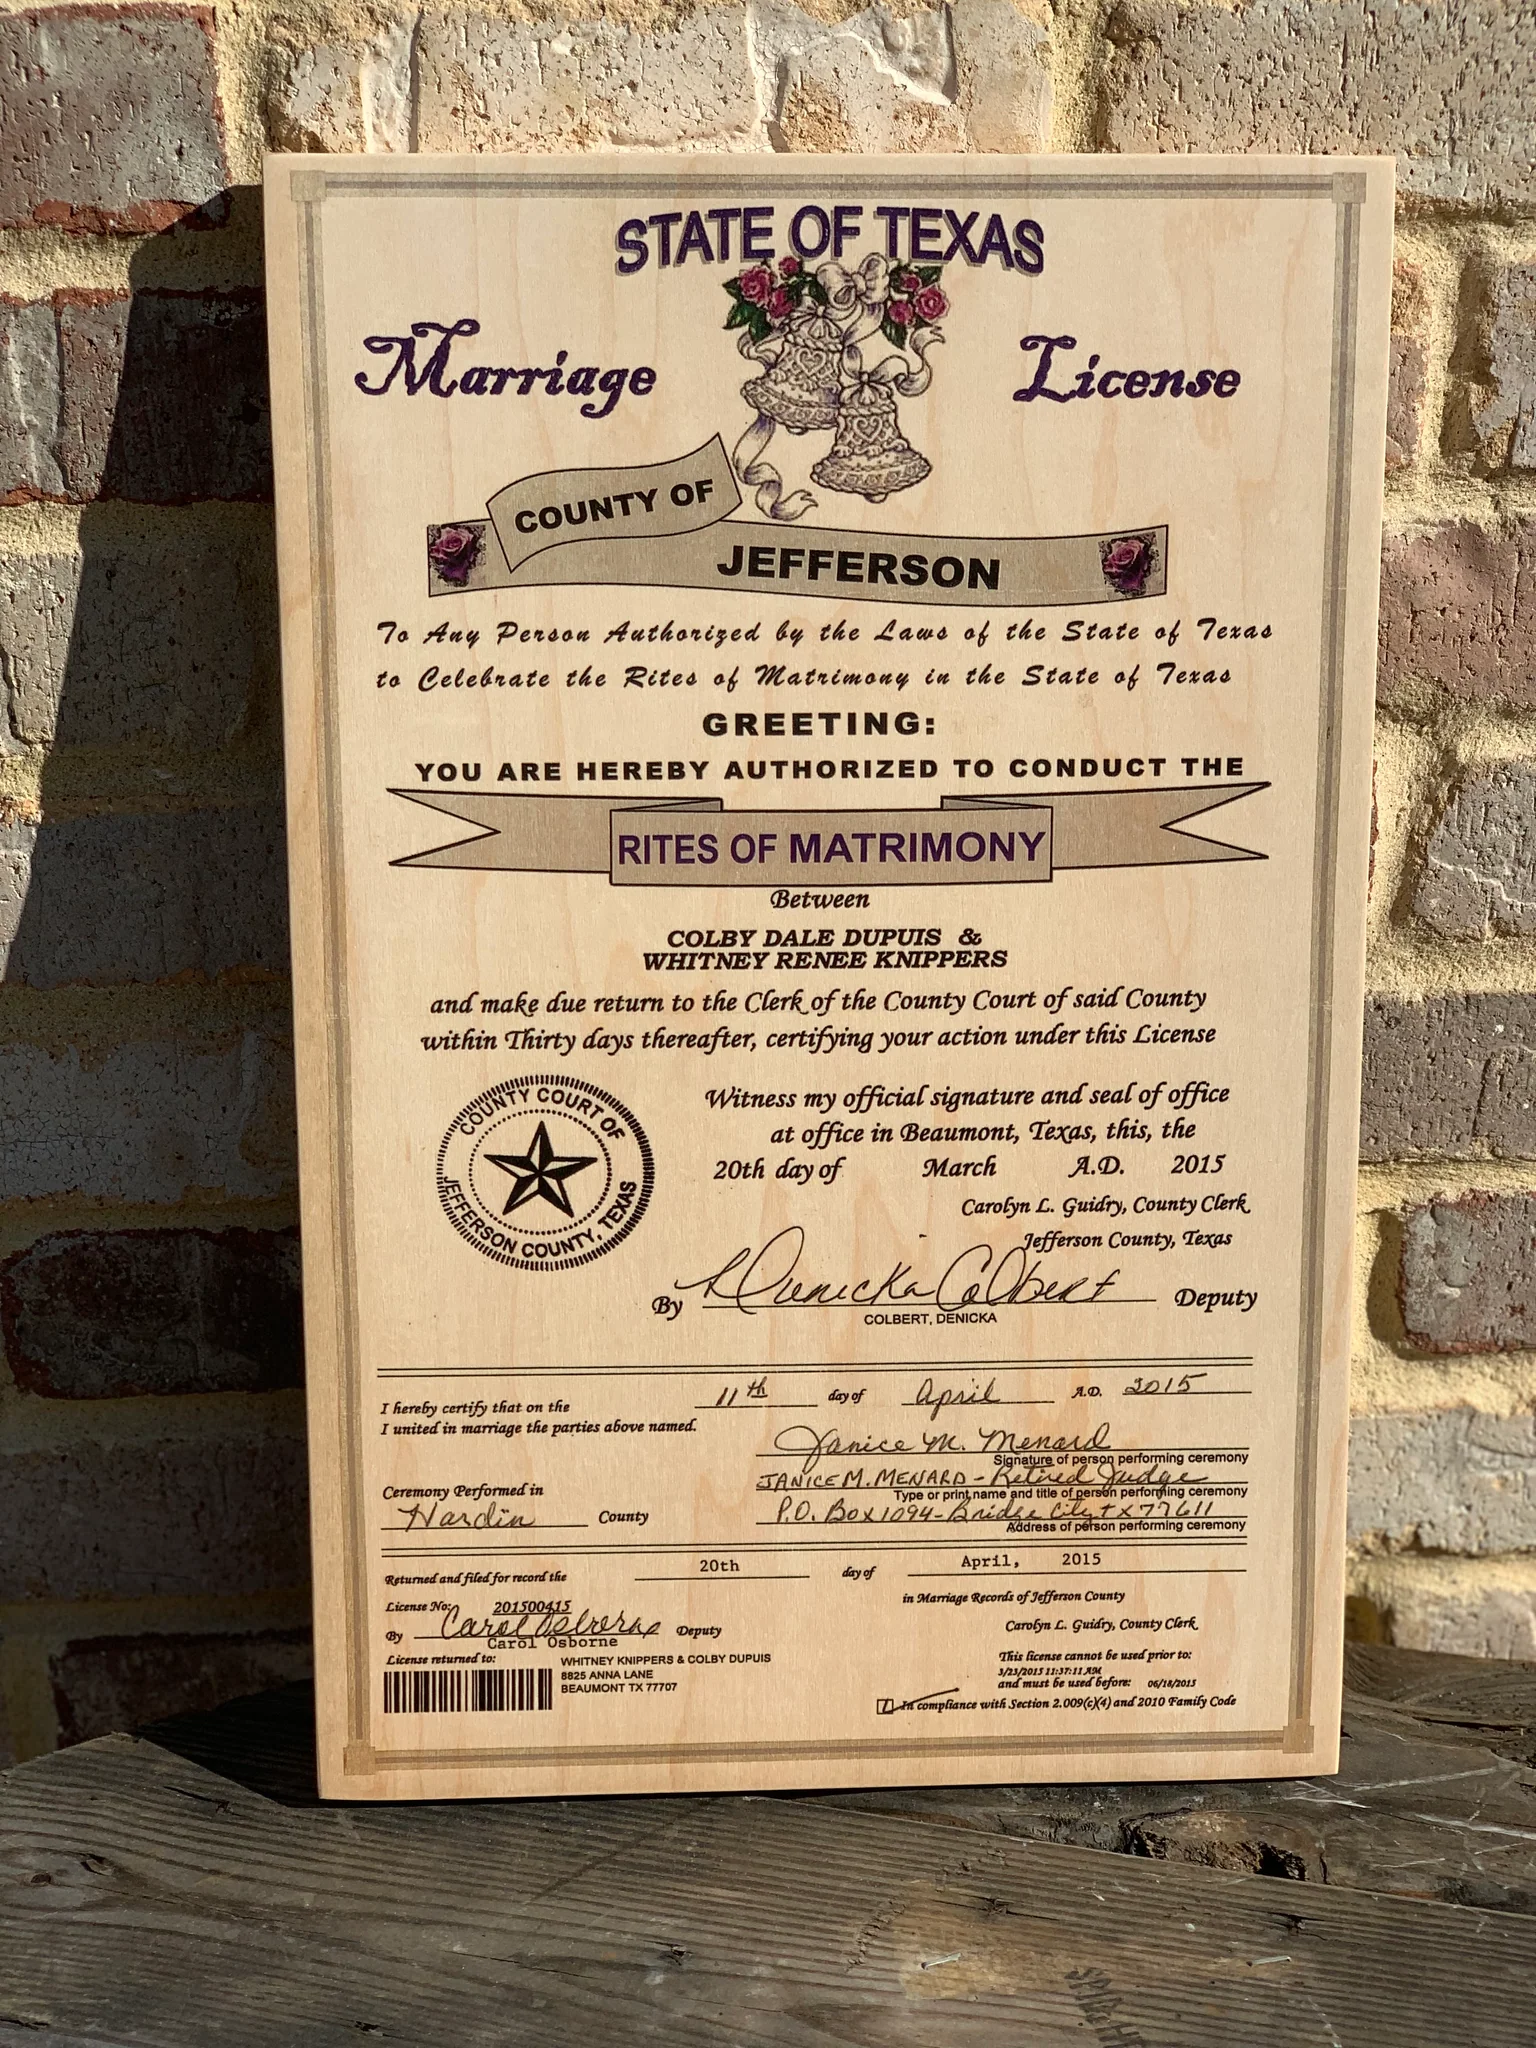 STATE OF TEXAS
Marriage License
COUNTY OF
JEFFERSON
To Any Person Authorized by the Laws of the State of Texas
to Celebrate the Rites of Matrimony in the State of Texas
GREETING:
YOU ARE HEREBY AUTHORIZED TO CONDUCT THE
RITES OF MATRIMONY
Between
COLBY DALE DUPUIS &
WHITNEY RENEE KNIPPERS
and make due return to the Clerk of the County Court of said County
within Thirty days thereafter, certifying your action under this License
COUNTY COURT OF
JEFFERSON COUNTY, TEXAS
Witness my official signature and seal of office
at office in Beaumont, Texas, this, the
20th day of March A.D. 2015
Carolyn L. Guidry, County Clerk
Jefferson County, Texas
By Denicka Colbert Deputy
COLBERT, DENICKA
I hereby certify that on the 11th day of April A.D. 2015
I united in marriage the parties above named.
Janice M. Menard
Signature of person performing ceremony
JANICE M. MENARD - Retired Judge
Type or print name and title of person performing ceremony
Ceremony Performed in
Hardin County
P.O. Box 1094 - Bridge City TX 77611
Address of person performing ceremony
Returned and filed for record the 20th day of April, 2015
in Marriage Records of Jefferson County
License No: 201500415
By Carol Osborne Deputy
Carol Osborne
Carolyn L. Guidry, County Clerk
License returned to: WHITNEY KNIPPERS & COLBY DUPUIS
8825 ANNA LANE
BEAUMONT TX 77707
This license cannot be used prior to:
3/23/2015 11:37:11 AM
and must be used before: 06/18/2015
In compliance with Section 2.009(c)(4) and 2010 Family Code